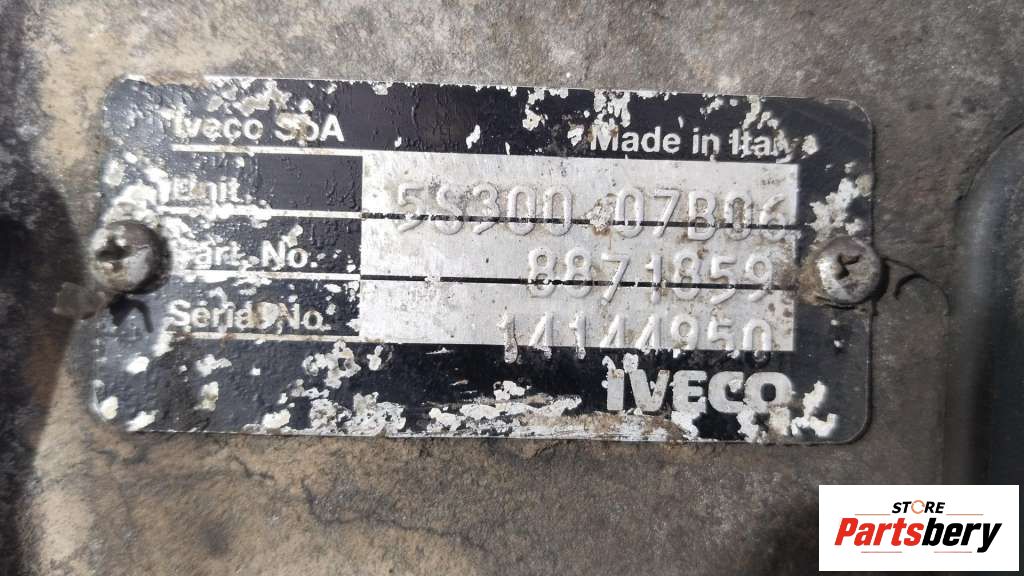 Iveco SpA Made in Italy
Unit. 5S300 07B06
Part. No. 8871859
Serial No. 14144950
IVECO
STORE
Partsbery